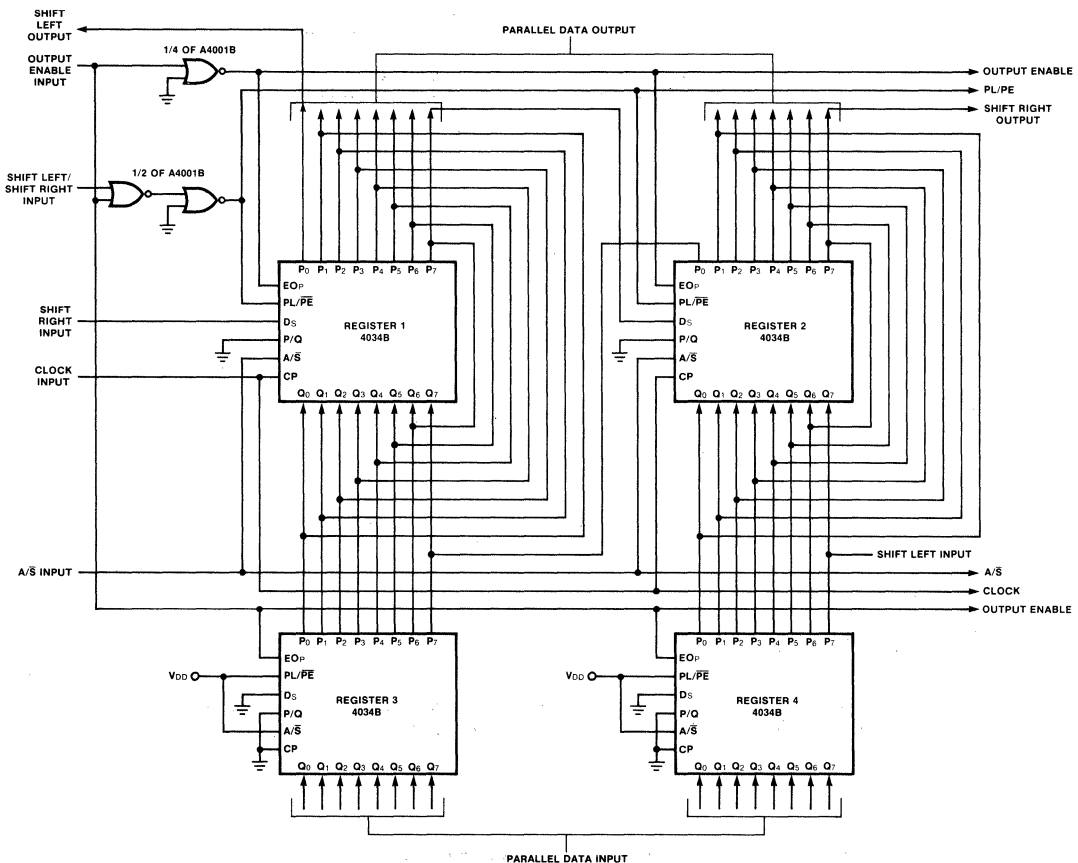 SHIFT
LEFT
OUTPUT
PARALLEL DATA OUTPUT
1/4 OF A4001B
OUTPUT
ENABLE
INPUT
OUTPUT ENABLE
PL/PE
SHIFT RIGHT
OUTPUT
1/2 OF A4001B
SHIFT LEFT/
SHIFT RIGHT
INPUT
P0 P1 P2 P3 P4 P5 P6 P7
EOP
PL/P̅E̅
DS
P/Q
A/S̅
CP
REGISTER 1
4034B
Q0 Q1 Q2 Q3 Q4 Q5 Q6 Q7
SHIFT
RIGHT
INPUT
CLOCK
INPUT
P0 P1 P2 P3 P4 P5 P6 P7
EOP
PL/P̅E̅
DS
P/Q
A/S̅
CP
REGISTER 2
4034B
Q0 Q1 Q2 Q3 Q4 Q5 Q6 Q7
SHIFT LEFT INPUT
A/S̅ INPUT
A/S̅
CLOCK
OUTPUT ENABLE
P0 P1 P2 P3 P4 P5 P6 P7
EOP
VDD
PL/P̅E̅
DS
P/Q
A/S̅
CP
REGISTER 3
4034B
Q0 Q1 Q2 Q3 Q4 Q5 Q6 Q7
P0 P1 P2 P3 P4 P5 P6 P7
EOP
VDD
PL/P̅E̅
DS
P/Q
A/S̅
CP
REGISTER 4
4034B
Q0 Q1 Q2 Q3 Q4 Q5 Q6 Q7
PARALLEL DATA INPUT